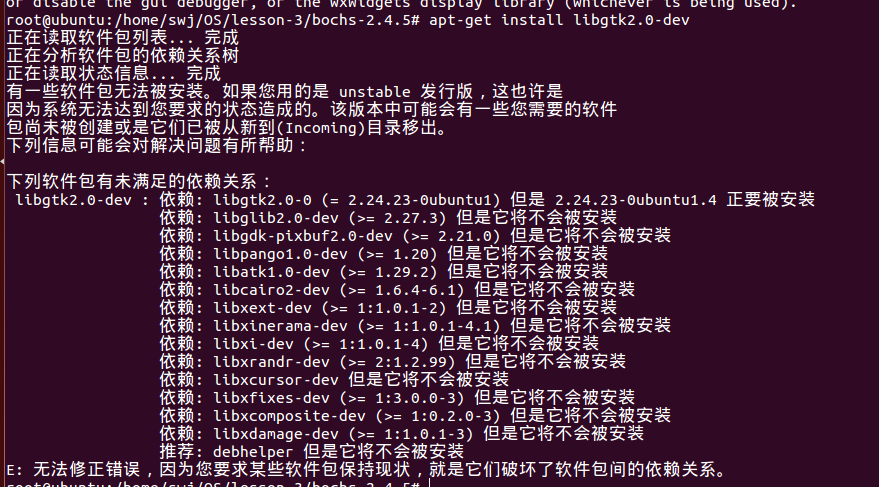 or disable the gui debugger, or the wxWidgets display library (whichever is being used).
root@ubuntu:/home/swj/OS/lesson-3/bochs-2.4.5# apt-get install libgtk2.0-dev
正在读取软件包列表... 完成
正在分析软件包的依赖关系树
正在读取状态信息... 完成
有一些软件包无法被安装。如果您用的是 unstable 发行版，这也许是
因为系统无法达到您要求的状态造成的。该版本中可能会有一些您需要的软件
包尚未被创建或是它们已被从新到(Incoming)目录移出。
下列信息可能会对解决问题有所帮助：
下列软件包有未满足的依赖关系：
libgtk2.0-dev : 依赖: libgtk2.0-0 (= 2.24.23-0ubuntu1) 但是 2.24.23-0ubuntu1.4 正要被安装
依赖: libglib2.0-dev (>= 2.27.3) 但是它将不会被安装
依赖: libgdk-pixbuf2.0-dev (>= 2.21.0) 但是它将不会被安装
依赖: libpango1.0-dev (>= 1.20) 但是它将不会被安装
依赖: libatk1.0-dev (>= 1.29.2) 但是它将不会被安装
依赖: libcairo2-dev (>= 1.6.4-6.1) 但是它将不会被安装
依赖: libxext-dev (>= 1:1.0.1-2) 但是它将不会被安装
依赖: libxinerama-dev (>= 1:1.0.1-4.1) 但是它将不会被安装
依赖: libxi-dev (>= 1:1.0.1-4) 但是它将不会被安装
依赖: libxrandr-dev (>= 2:1.2.99) 但是它将不会被安装
依赖: libxcursor-dev 但是它将不会被安装
依赖: libxfixes-dev (>= 1:3.0.0-3) 但是它将不会被安装
依赖: libxcomposite-dev (>= 1:0.2.0-3) 但是它将不会被安装
依赖: libxdamage-dev (>= 1:1.0.1-3) 但是它将不会被安装
推荐: debhelper 但是它将不会被安装
E: 无法修正错误，因为您要求某些软件包保持现状，就是它们破坏了软件包间的依赖关系。
root@ubuntu:/home/swj/OS/lesson-3/bochs-2.4.5#